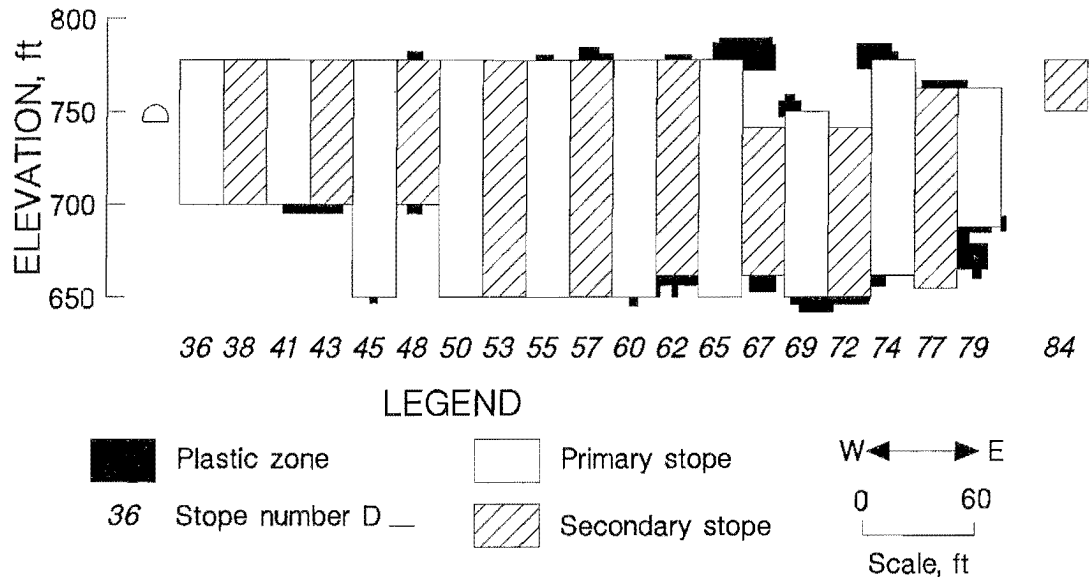 800
750
700
650
ELEVATION, ft
36 38 41 43 45 48 50 53 55 57 60 62 65 67 69 72 74 77 79 84
LEGEND
Plastic zone
Primary stope
W E
36 Stope number D __
Secondary stope
0 60
Scale, ft